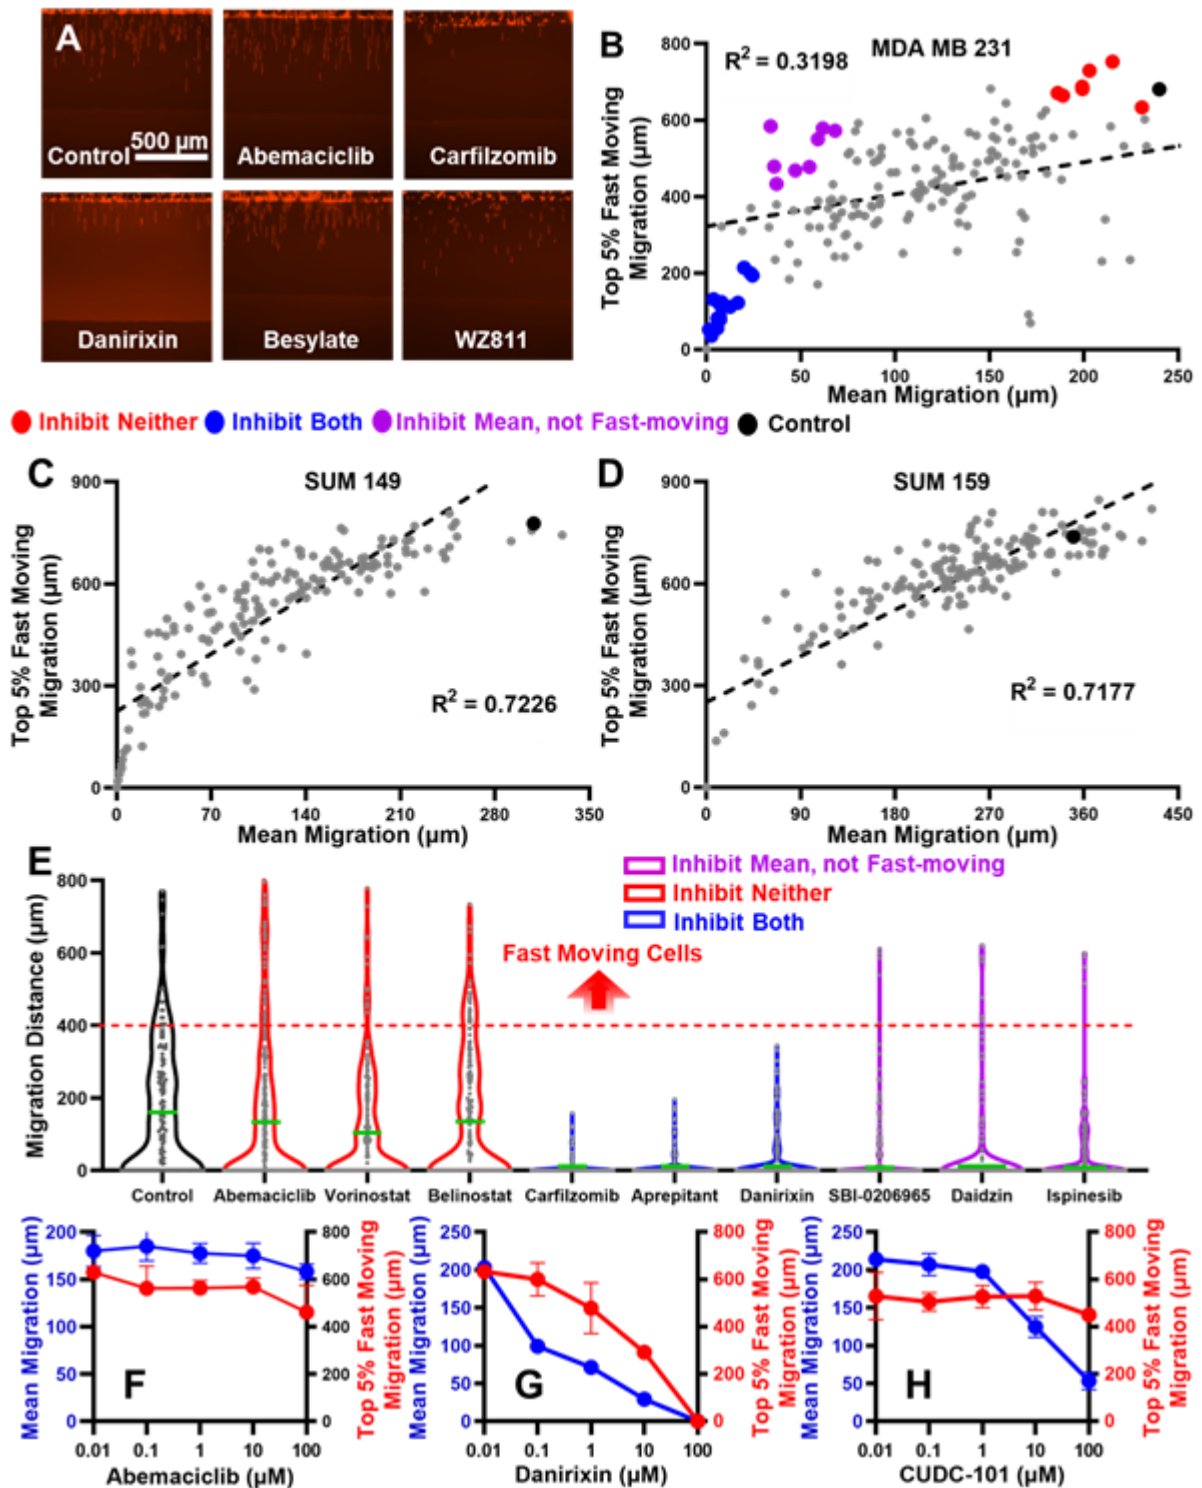 A
Control
500 µm
Abemaciclib
Carfilzomib
Danirixin
Besylate
WZ811
B
MDA MB 231
R² = 0.3198
Top 5% Fast Moving
Migration (µm)
800
600
400
200
0
0 50 100 150 200 250
Mean Migration (µm)
Inhibit Neither
Inhibit Both
Inhibit Mean, not Fast-moving
Control
C
SUM 149
Top 5% Fast Moving
Migration (µm)
900
600
300
0
R² = 0.7226
0 70 140 210 280 350
Mean Migration (µm)
D
SUM 159
Top 5% Fast Moving
Migration (µm)
900
600
300
0
R² = 0.7177
0 90 180 270 360 450
Mean Migration (µm)
E
Inhibit Mean, not Fast-moving
Inhibit Neither
Inhibit Both
Fast Moving Cells
Migration Distance (µm)
800
600
400
200
0
Control Abemaciclib Vorinostat Belinostat Carfilzomib Aprepitant Danirixin SBI-0206965 Daidzin Ispinesib
F
Mean Migration (µm)
200
150
100
50
0
Top 5% Fast Moving
Migration (µm)
800
600
400
200
0
0.01 0.1 1 10 100
Abemaciclib (µM)
G
Mean Migration (µm)
250
200
150
100
50
0
Top 5% Fast Moving
Migration (µm)
800
600
400
200
0
0.01 0.1 1 10 100
Danirixin (µM)
H
Mean Migration (µm)
250
200
150
100
50
0
Top 5% Fast Moving
Migration (µm)
800
600
400
200
0
0.01 0.1 1 10 100
CUDC-101 (µM)